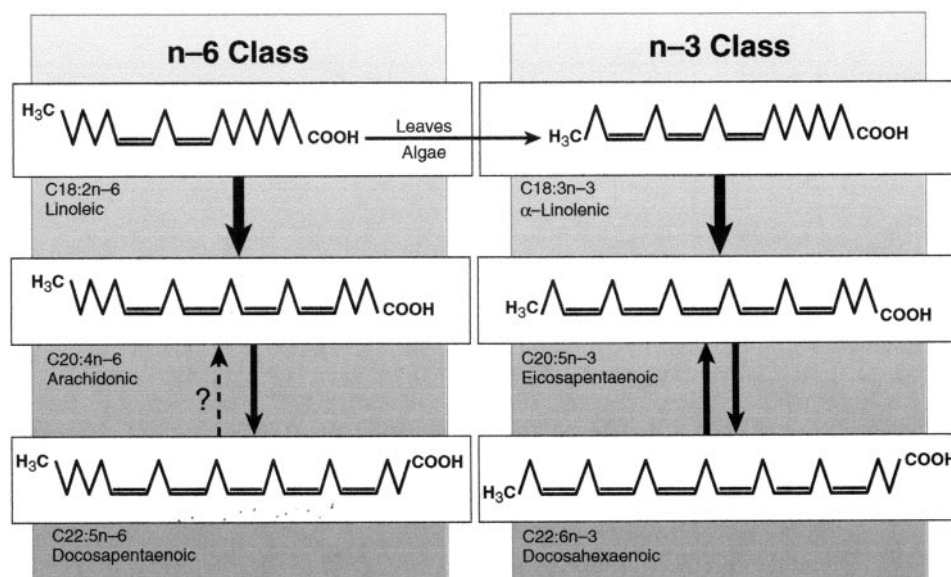 n–6 Class
n–3 Class
H₃C
COOH
Leaves
Algae
H₃C
COOH
C18:2n–6
Linoleic
C18:3n–3
α–Linolenic
H₃C
COOH
H₃C
COOH
C20:4n–6
Arachidonic
?
C20:5n–3
Eicosapentaenoic
H₃C
COOH
H₃C
COOH
C22:5n–6
Docosapentaenoic
C22:6n–3
Docosahexaenoic